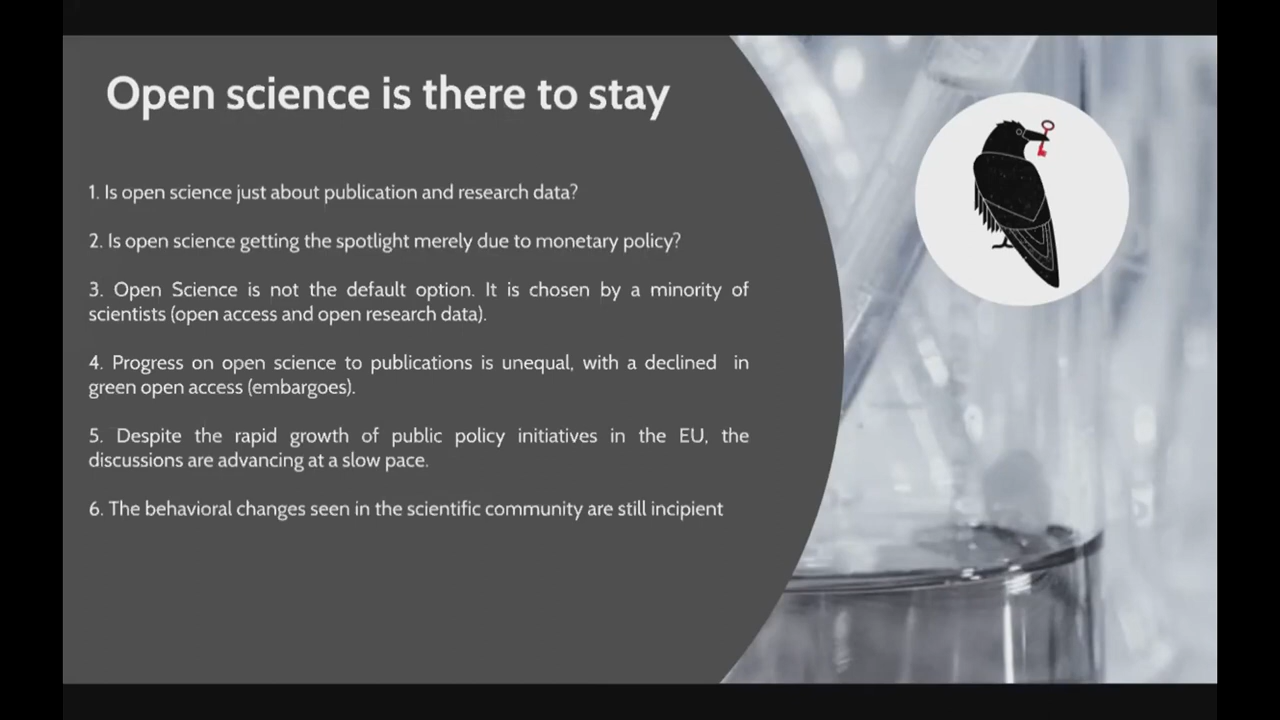 Open science is there to stay
1. Is open science just about publication and research data?
2. Is open science getting the spotlight merely due to monetary policy?
3. Open Science is not the default option. It is chosen by a minority of
scientists (open access and open research data).
4. Progress on open science to publications is unequal, with a declined in
green open access (embargoes).
5. Despite the rapid growth of public policy initiatives in the EU, the
discussions are advancing at a slow pace.
6. The behavioral changes seen in the scientific community are still incipient